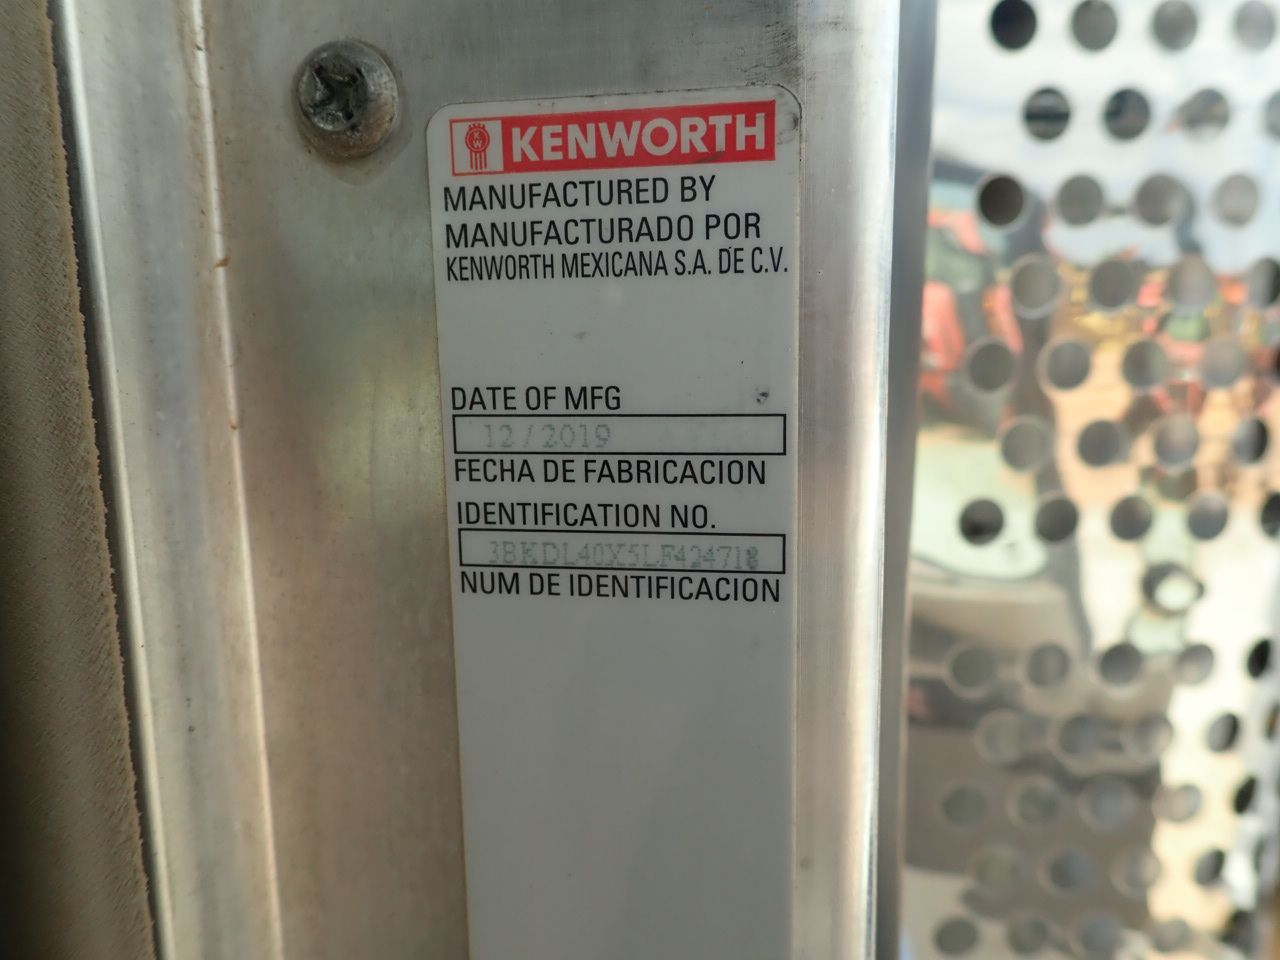 KENWORTH
MANUFACTURED BY
MANUFACTURADO POR
KENWORTH MEXICANA S.A. DE C.V.
DATE OF MFG
12/2019
FECHA DE FABRICACION
IDENTIFICATION NO.
3BKDL40X5LF424718
NUM DE IDENTIFICACION